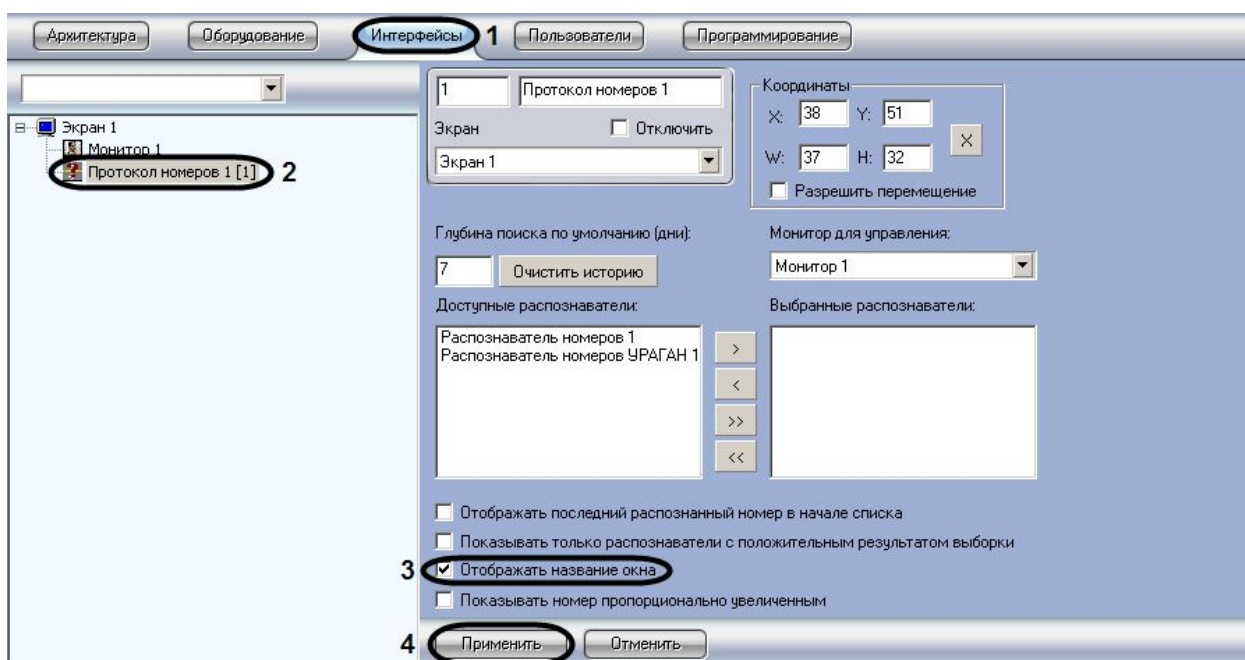 Архитектура Оборудование Интерфейсы 1 Пользователи Программирование
1 Протокол номеров 1
Экран Отключить
Экран 1
Координаты
X: 38 Y: 51
X
W: 37 H: 32
Разрешить перемещение
Экран 1
Монитор 1
Протокол номеров 1 [1] 2
Глубина поиска по умолчанию (дни): Монитор для управления:
7 Очистить историю Монитор 1
Доступные распознаватели: Выбранные распознаватели:
Распознаватель номеров 1
Распознаватель номеров УРАГАН 1
>
<
>>
<<
Отображать последний распознанный номер в начале списка
Показывать только распознаватели с положительным результатом выборки
3 Отображать название окна
Показывать номер пропорционально увеличенным
4 Применить Отменить